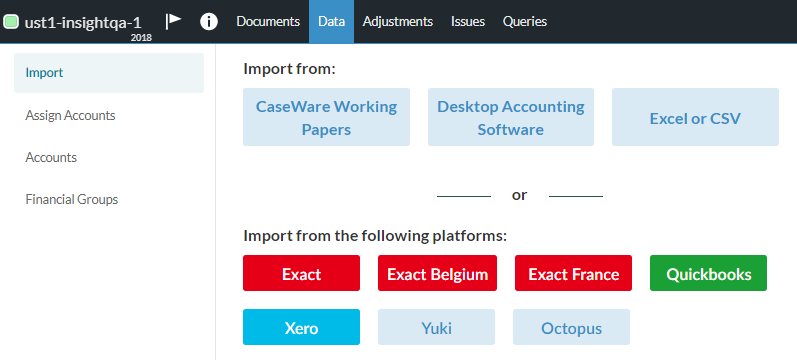 ust1-insightqa-1 Documents Data Adjustments Issues Queries
2018
Import
Assign Accounts
Accounts
Financial Groups
Import from:
CaseWare Working
Papers
Desktop Accounting
Software
Excel or CSV
or
Import from the following platforms:
Exact Exact Belgium Exact France Quickbooks
Xero Yuki Octopus